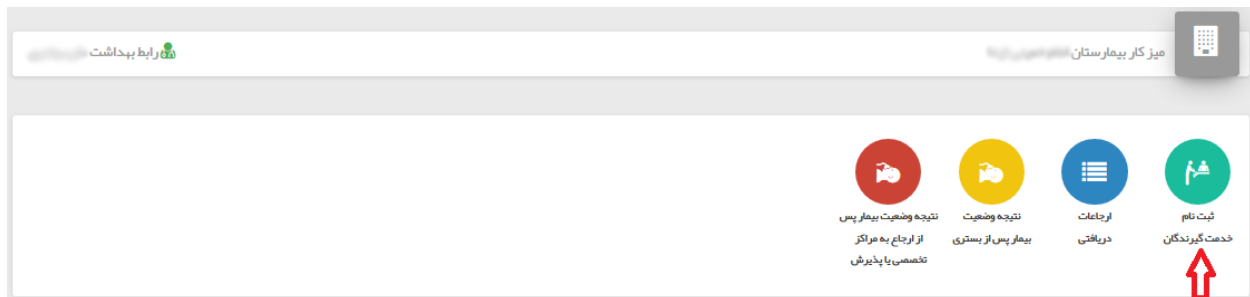 میز کار بیمارستان
رابط بهداشت
ثبت نام
خدمت گیرندگان
ارجاعات
دریافتی
نتیجه وضعیت
بیمار پس از بستری
نتیجه وضعیت بیمار پس
از ارجاع به مراکز
تخصصی یا پذیرش